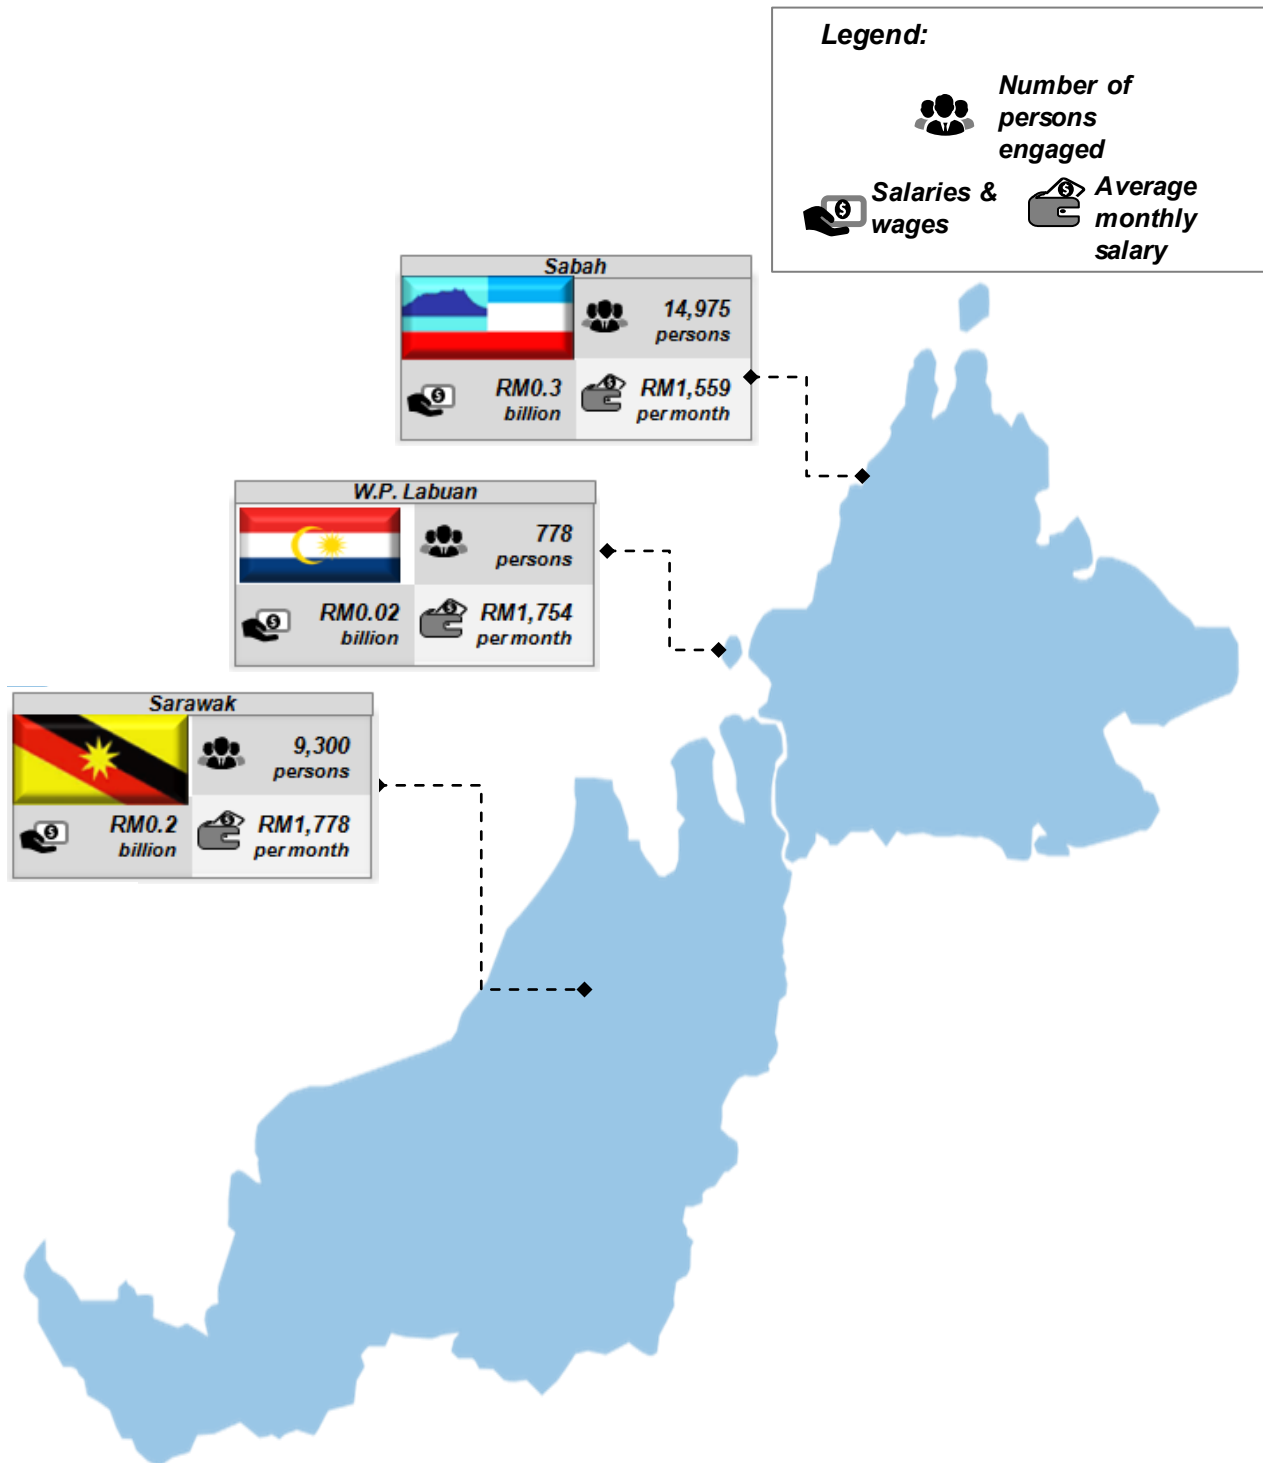 Legend:
Number of
persons
engaged
Salaries &
wages
Average
monthly
salary
Sabah
14,975
persons
RM0.3
billion
RM1,559
per month
W.P. Labuan
778
persons
RM0.02
billion
RM1,754
per month
Sarawak
9,300
persons
RM0.2
billion
RM1,778
per month